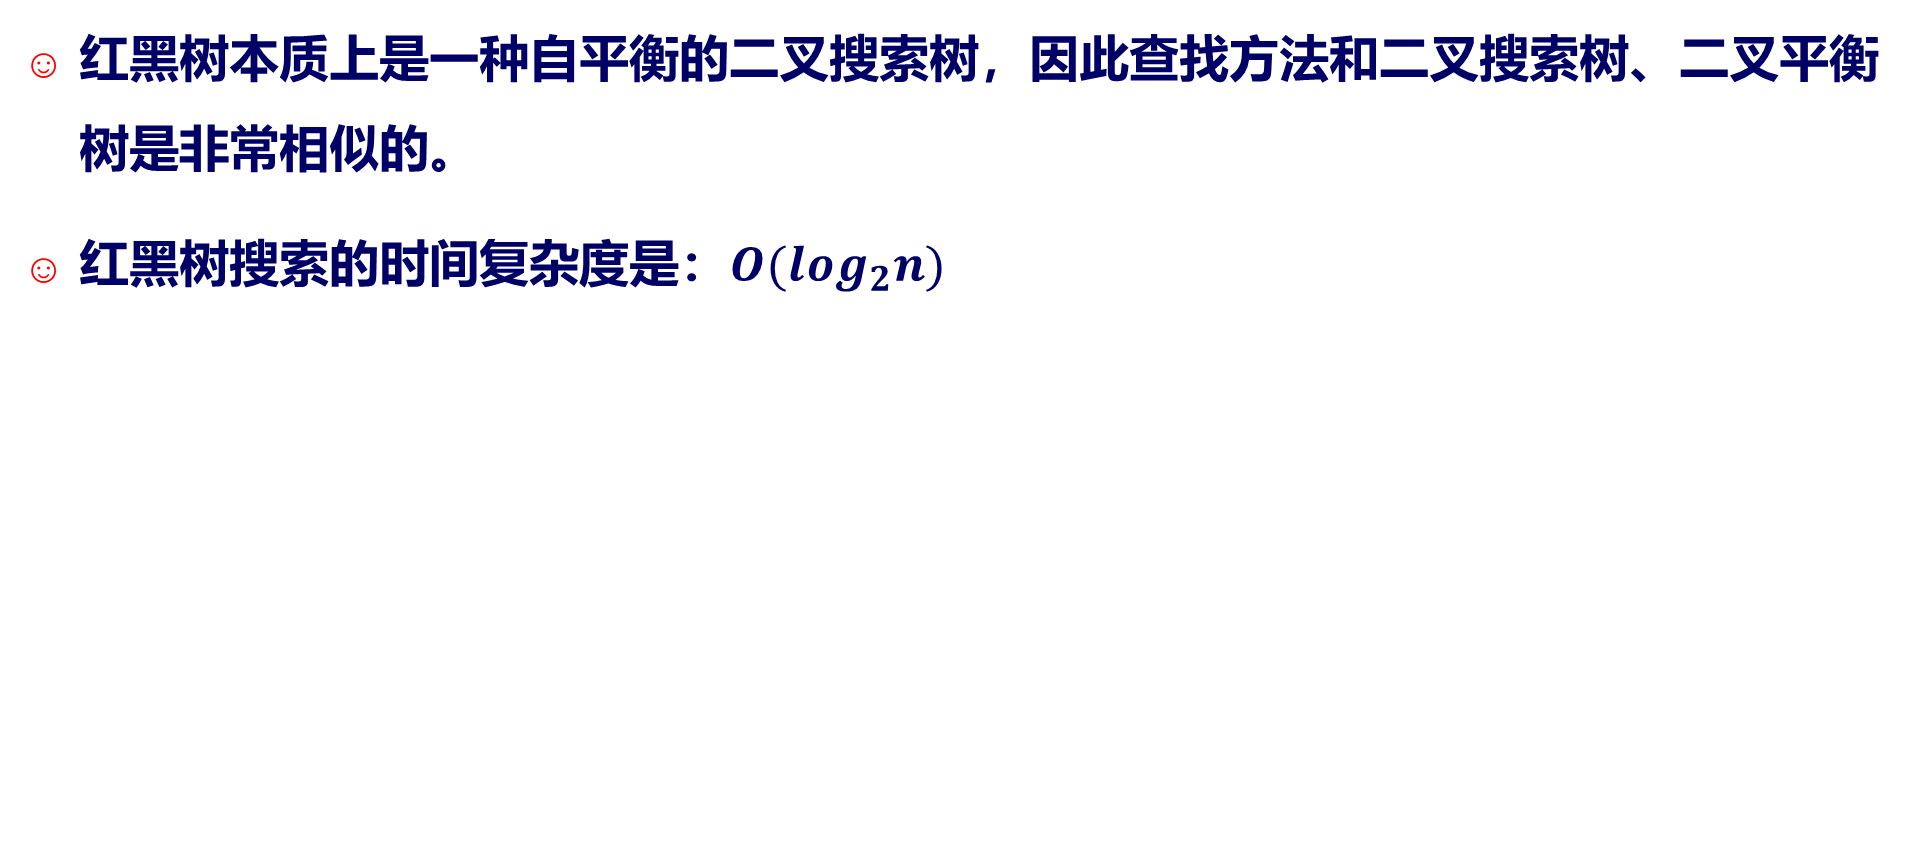 ☺ 红黑树本质上是一种自平衡的二叉搜索树，因此查找方法和二叉搜索树、二叉平衡
树是非常相似的。
☺ 红黑树搜索的时间复杂度是：O(log₂n)